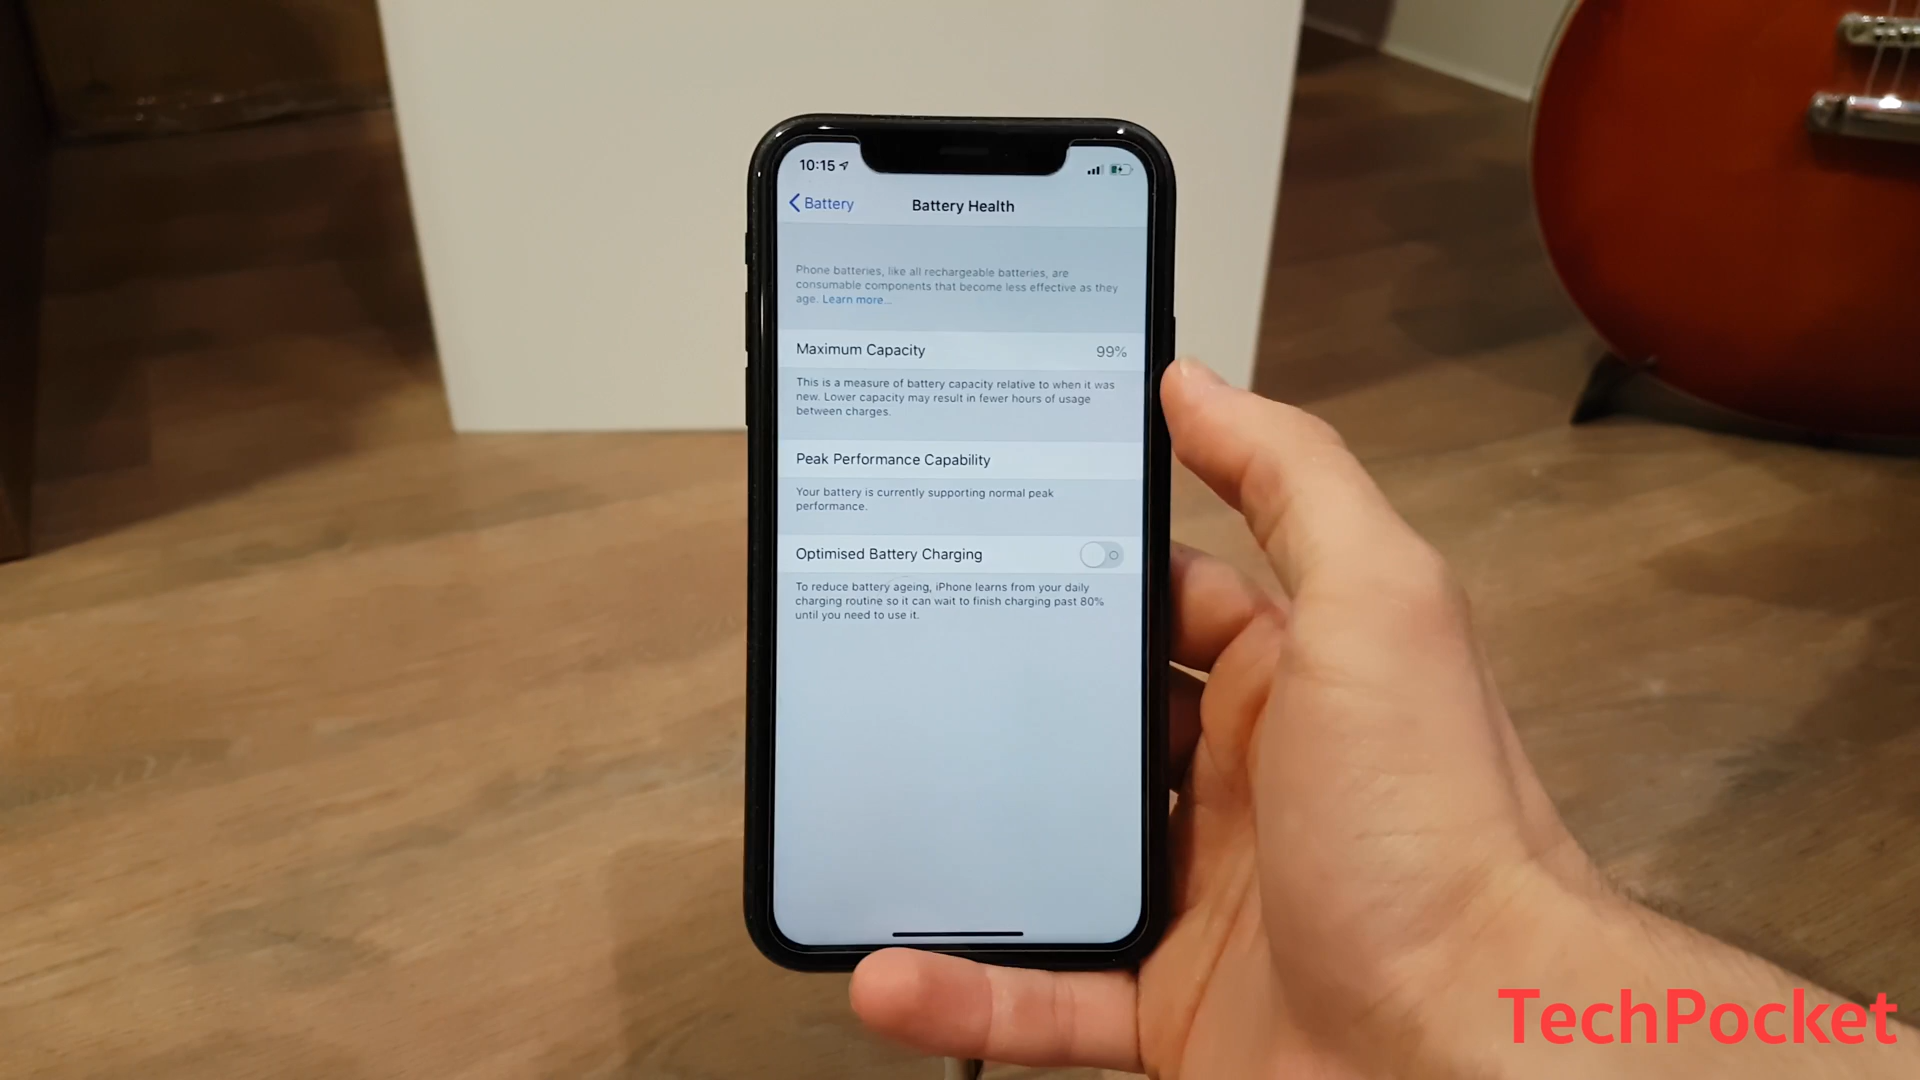 10:15
Battery
Battery Health
Phone batteries, like all rechargeable batteries, are
consumable components that become less effective as they
age. Learn more...
Maximum Capacity 99%
This is a measure of battery capacity relative to when it was
new. Lower capacity may result in fewer hours of usage
between charges.
Peak Performance Capability
Your battery is currently supporting normal peak
performance.
Optimised Battery Charging
To reduce battery ageing, iPhone learns from your daily
charging routine so it can wait to finish charging past 80%
until you need to use it.
TechPocket